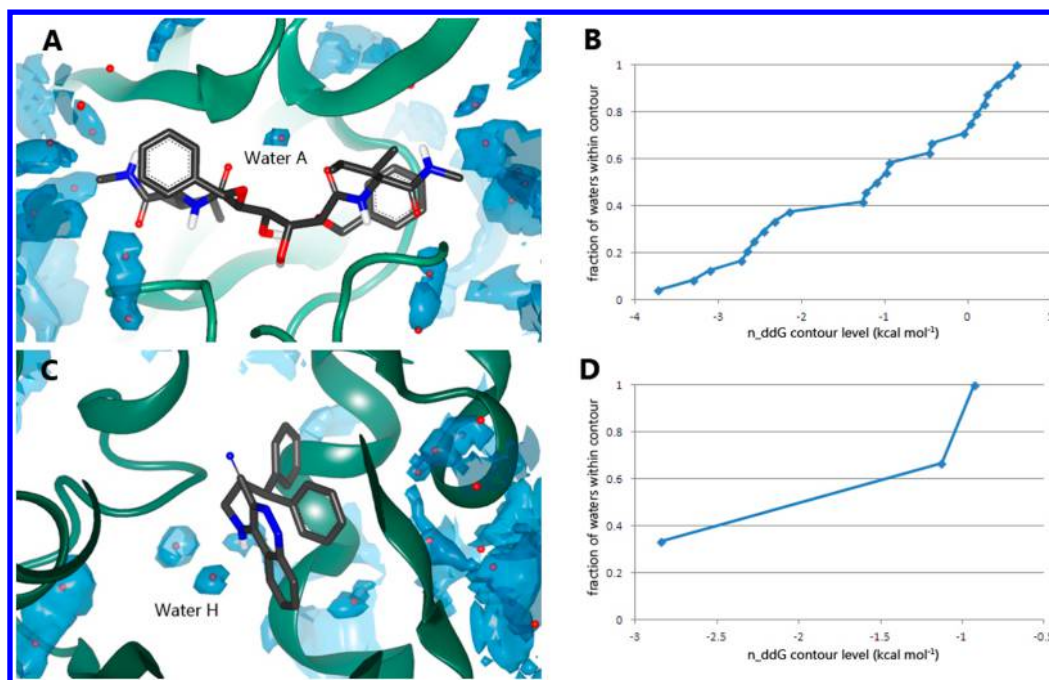 A
Water A
B
fraction of waters within contour
1
0.8
0.6
0.4
0.2
0
-4
-3
-2
-1
0
1
n_ddG contour level (kcal mol⁻¹)
C
Water H
D
fraction of waters within contour
1
0.8
0.6
0.4
0.2
0
-3
-2.5
-2
-1.5
-1
-0.5
n_ddG contour level (kcal mol⁻¹)